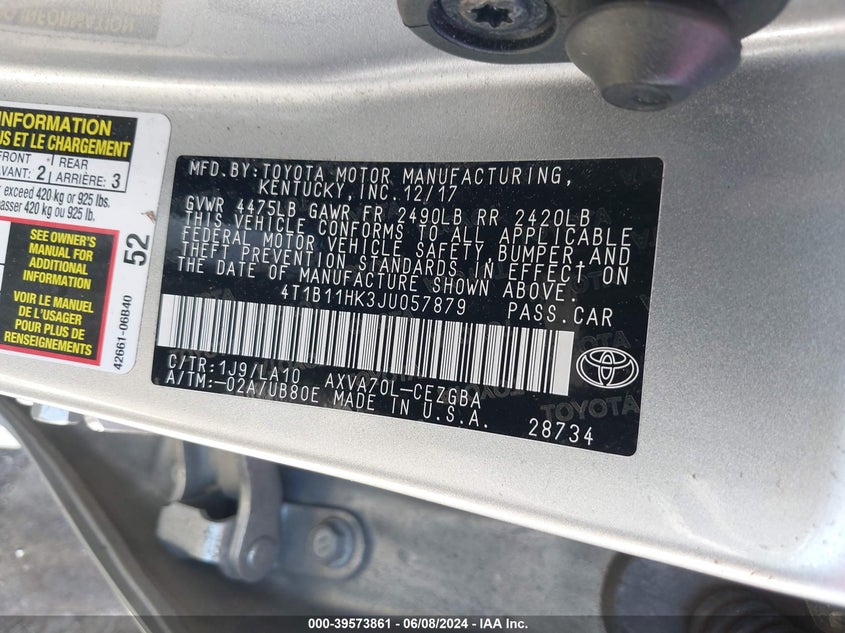 INFORMATION
INFORMATION
US ET LE CHARGEMENT
FRONT
AVANT: 2
REAR
ARRIÈRE: 3
exceed 420 kg or 925 lbs.
passer 420 kg ou 925 lb.
SEE OWNER'S
MANUAL FOR
ADDITIONAL
INFORMATION
VOIR LE MANUEL
DE L'USAGER
POUR PLUS DE
RENSEIGNEMENTS
52
42661-06B40
MFD.BY:TOYOTA MOTOR MANUFACTURING,
KENTUCKY, INC. 12/17
GVWR 4475LB GAWR FR 2490LB RR 2420LB
THIS VEHICLE CONFORMS TO ALL APPLICABLE
FEDERAL MOTOR VEHICLE SAFETY, BUMPER, AND
THEFT PREVENTION STANDARDS IN EFFECT ON
THE DATE OF MANUFACTURE SHOWN ABOVE.
4T1B11HK3JU057879 PASS.CAR
C/TR:1J9/LA10 AXVA70L-CEZGBA
A/TM:-02A/UB80E MADE IN U.S.A.
TOYOTA
28734
000-39573861 - 06/08/2024 - IAA Inc.